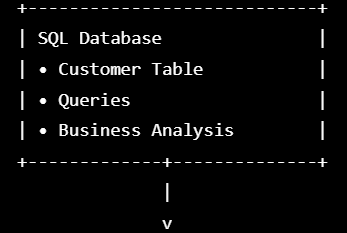 +----------------------------+
| SQL Database               |
| • Customer Table           |
| • Queries                  |
| • Business Analysis        |
+-------------+--------------+
              |
              v